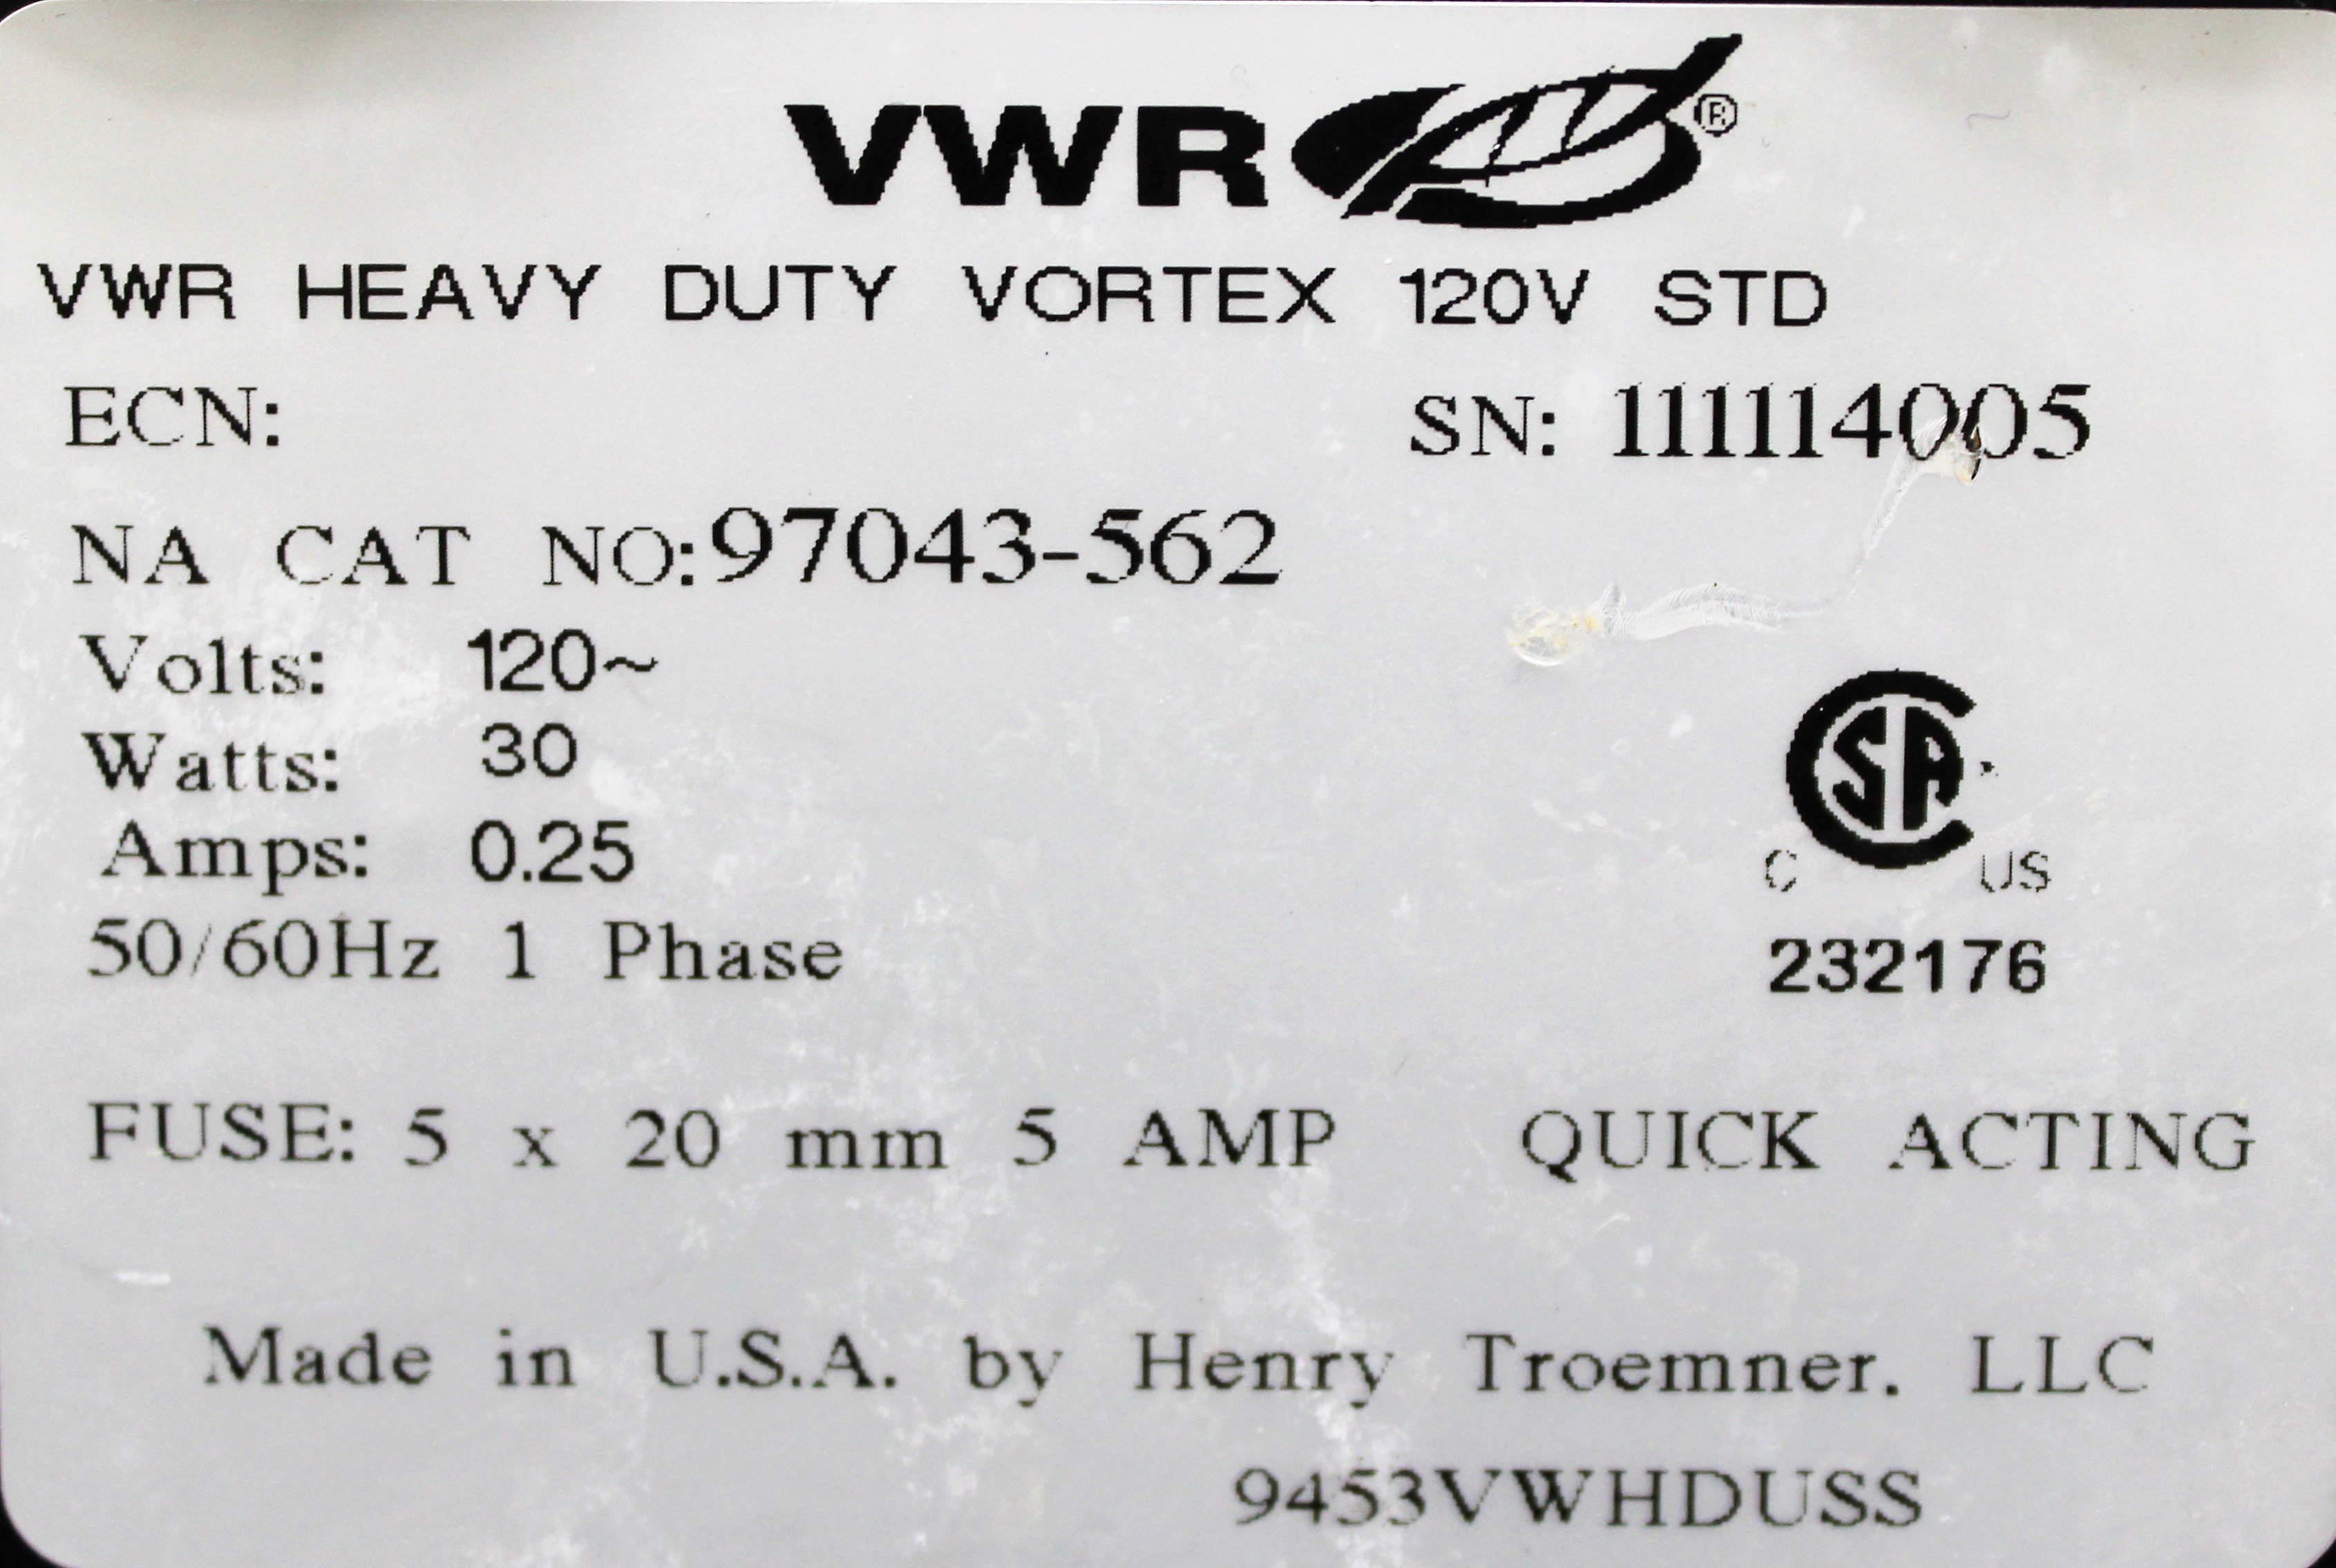 VWR®
VWR HEAVY DUTY VORTEX 120V STD
ECN: SN: 111114005
NA CAT NO:97043-562
Volts: 120~
Watts: 30
Amps: 0.25
50/60Hz 1 Phase
CSA
C US
232176
FUSE: 5 x 20 mm 5 AMP QUICK ACTING
Made in U.S.A. by Henry Troemner. LLC
9453VWHDUSS